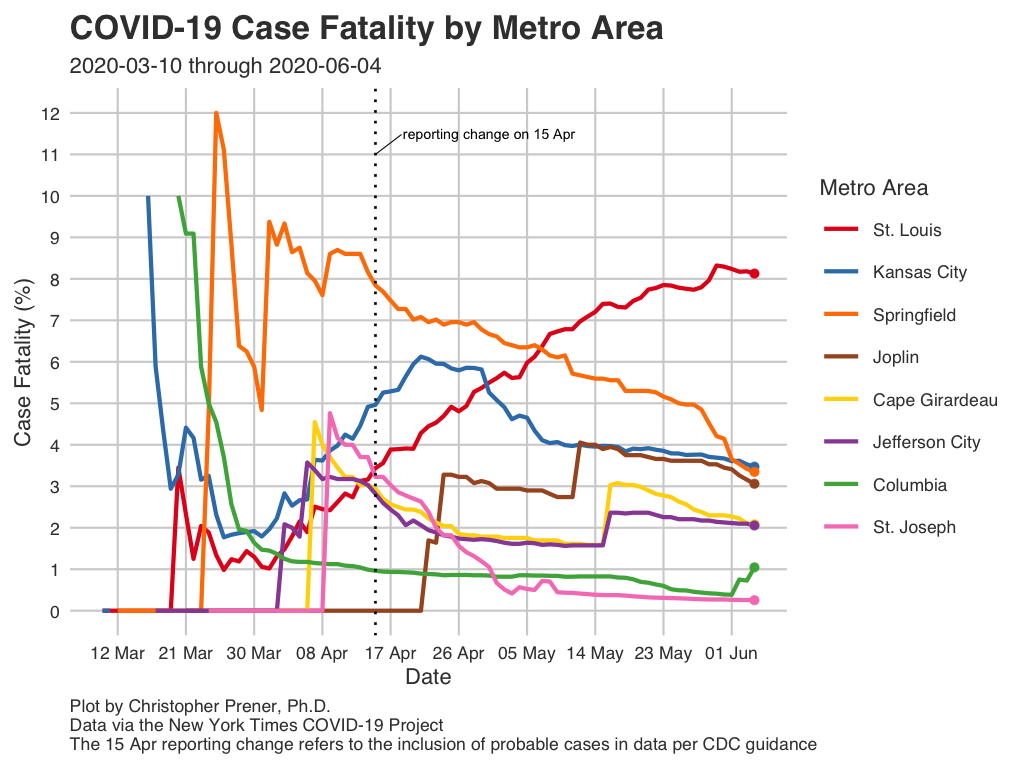 COVID-19 Case Fatality by Metro Area
2020-03-10 through 2020-06-04
reporting change on 15 Apr
Case Fatality (%)
12
11
10
9
8
7
6
5
4
3
2
1
0
12 Mar 21 Mar 30 Mar 08 Apr 17 Apr 26 Apr 05 May 14 May 23 May 01 Jun
Date
Metro Area
St. Louis
Kansas City
Springfield
Joplin
Cape Girardeau
Jefferson City
Columbia
St. Joseph
Plot by Christopher Prener, Ph.D.
Data via the New York Times COVID-19 Project
The 15 Apr reporting change refers to the inclusion of probable cases in data per CDC guidance